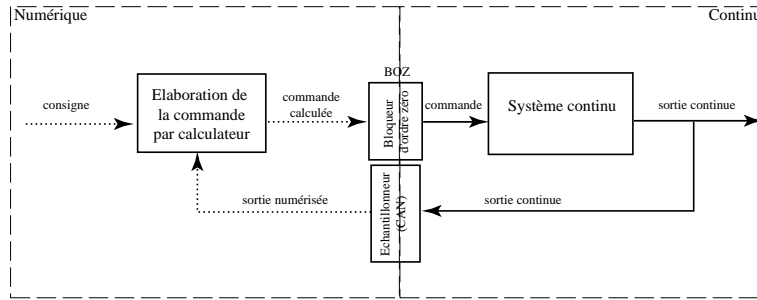 Numérique
Continu
BOZ
consigne
Elaboration de
la commande
par calculateur
commande
calculée
Bloqueur
d'ordre zéro
commande
Système continu
sortie continue
sortie numérisée
Echantillonneur
(CAN)
sortie continue